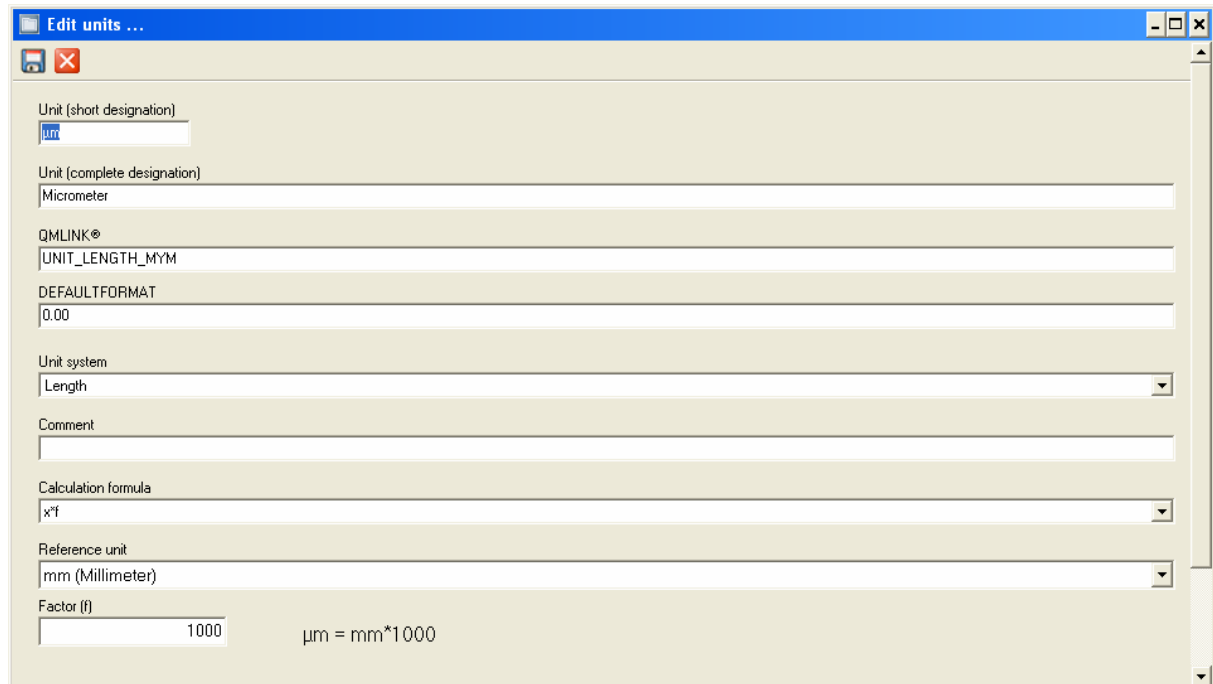 Edit units ...
Unit (short designation)
µm
Unit (complete designation)
Micrometer
QMLINK®
UNIT_LENGTH_MYM
DEFAULTFORMAT
0.00
Unit system
Length
Comment
Calculation formula
x*f
Reference unit
mm (Millimeter)
Factor (f)
1000 µm = mm*1000